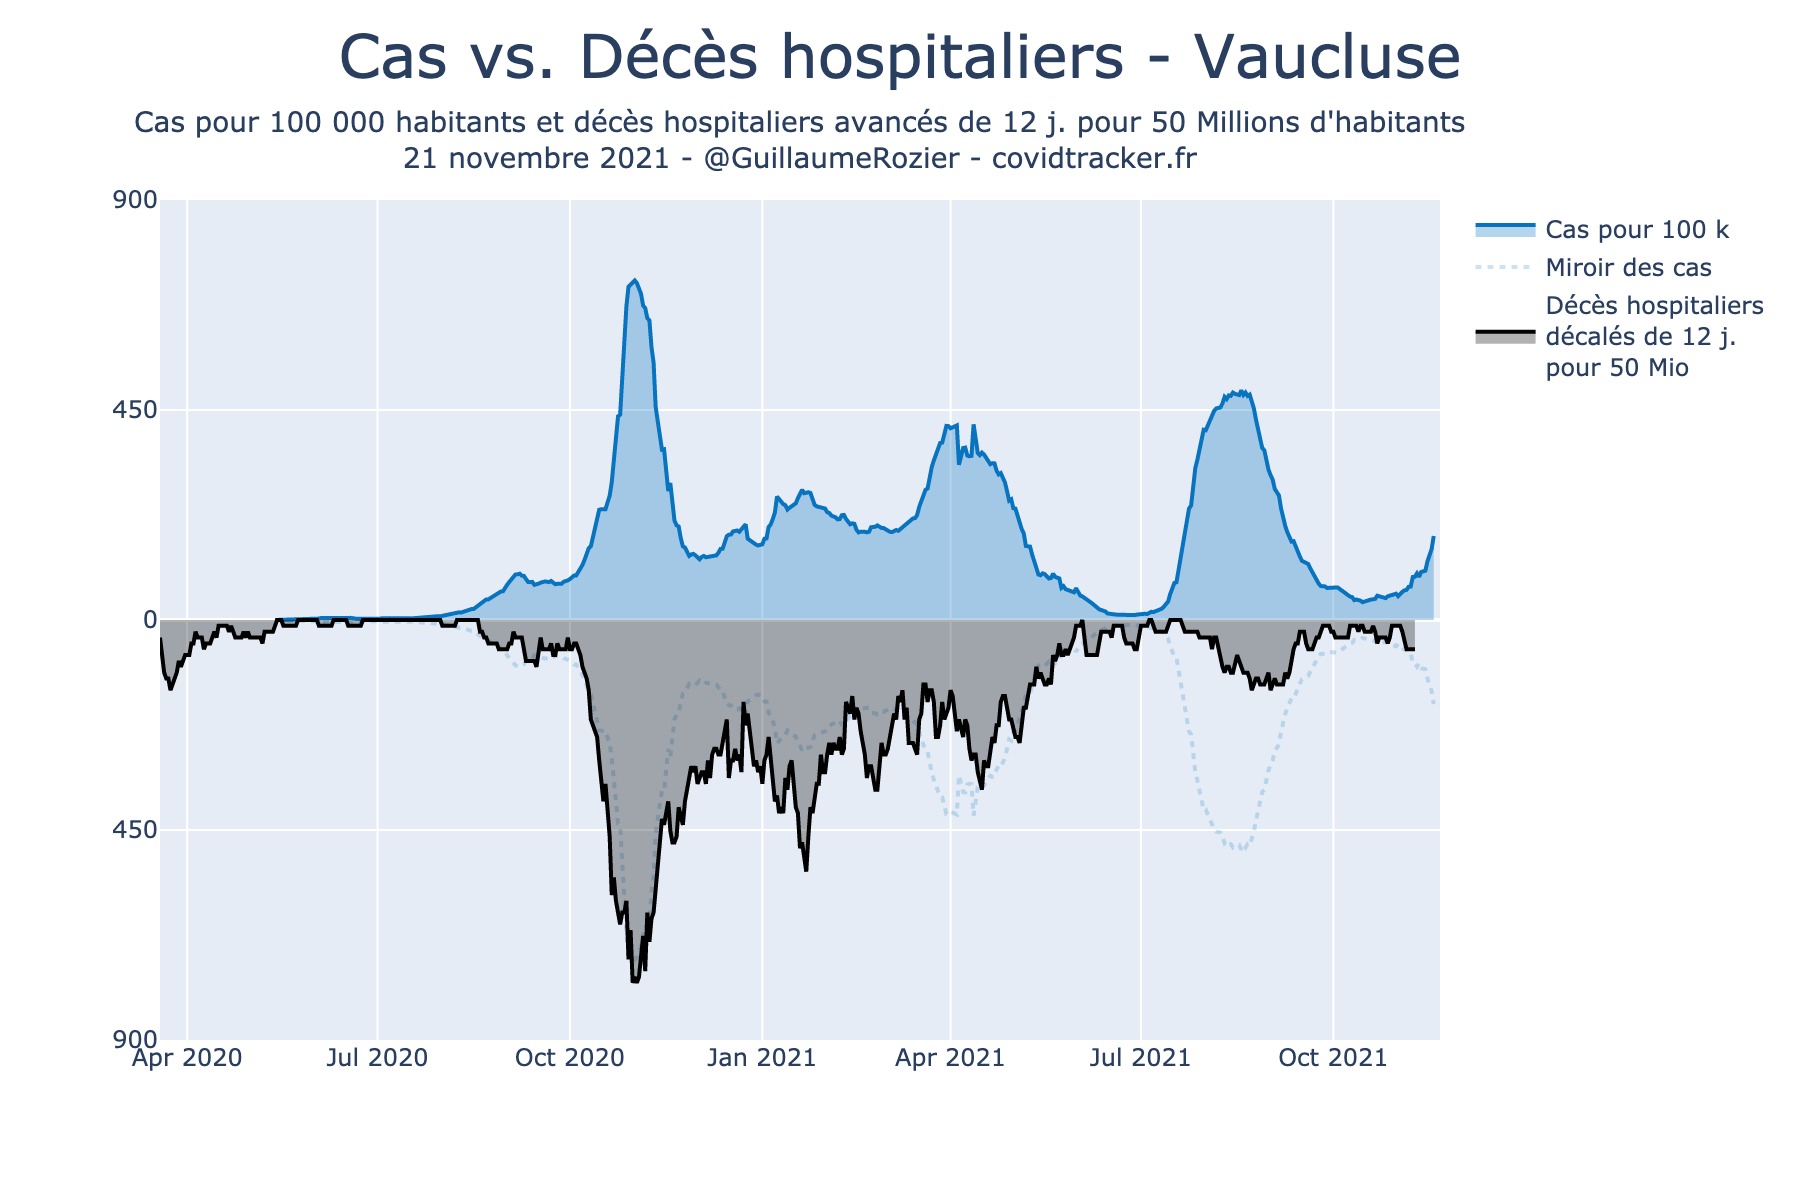 Cas vs. Décès hospitaliers - Vaucluse
Cas pour 100 000 habitants et décès hospitaliers avancés de 12 j. pour 50 Millions d'habitants
21 novembre 2021 - @GuillaumeRozier - covidtracker.fr
900
450
0
450
900
Apr 2020
Jul 2020
Oct 2020
Jan 2021
Apr 2021
Jul 2021
Oct 2021
Cas pour 100 k
Miroir des cas
Décès hospitaliers
décalés de 12 j.
pour 50 Mio